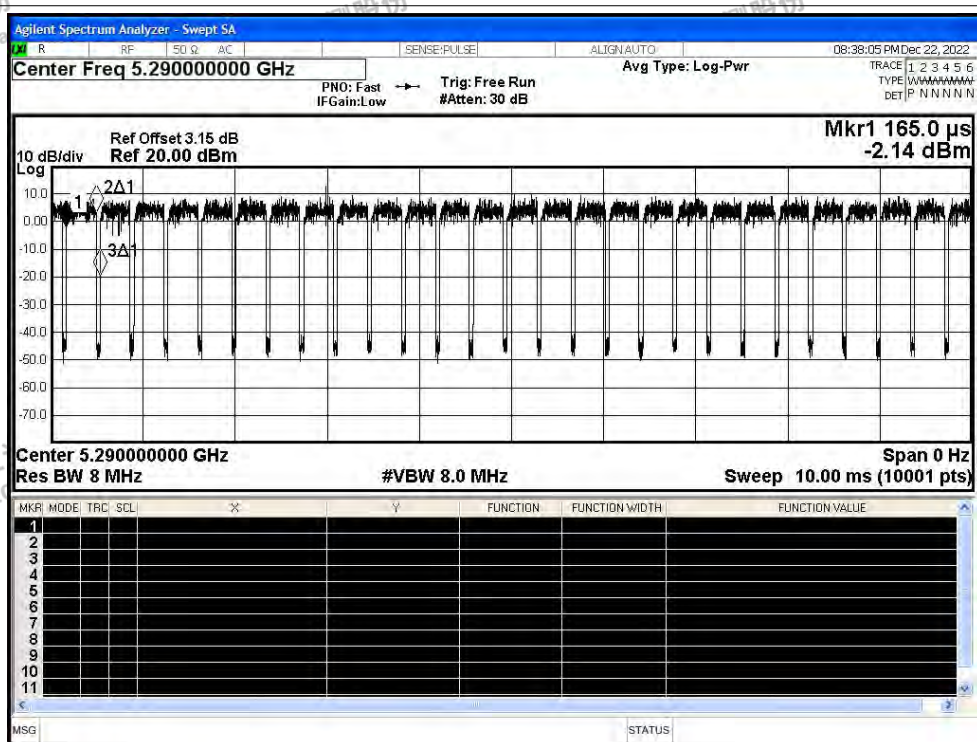 Agilent Spectrum Analyzer - Swept SA
LXI R RF 50 Ω AC SENSE:PULSE ALIGNAUTO 08:38:05 PM Dec 22, 2022
Center Freq 5.290000000 GHz
PNO: Fast
IFGain:Low
Trig: Free Run
#Atten: 30 dB
Avg Type: Log-Pwr
TRACE 1 2 3 4 5 6
TYPE
DET P N N N N N
Mkr1 165.0 µs
-2.14 dBm
Ref Offset 3.15 dB
10 dB/div Ref 20.00 dBm
Log
1
2Δ1
3Δ1
10.0
0.00
-10.0
-20.0
-30.0
-40.0
-50.0
-60.0
-70.0
Center 5.290000000 GHz Span 0 Hz
Res BW 8 MHz #VBW 8.0 MHz Sweep 10.00 ms (10001 pts)
MKR MODE TRC SCL X Y FUNCTION FUNCTION WIDTH FUNCTION VALUE
1
2
3
4
5
6
7
8
9
10
11
MSG STATUS